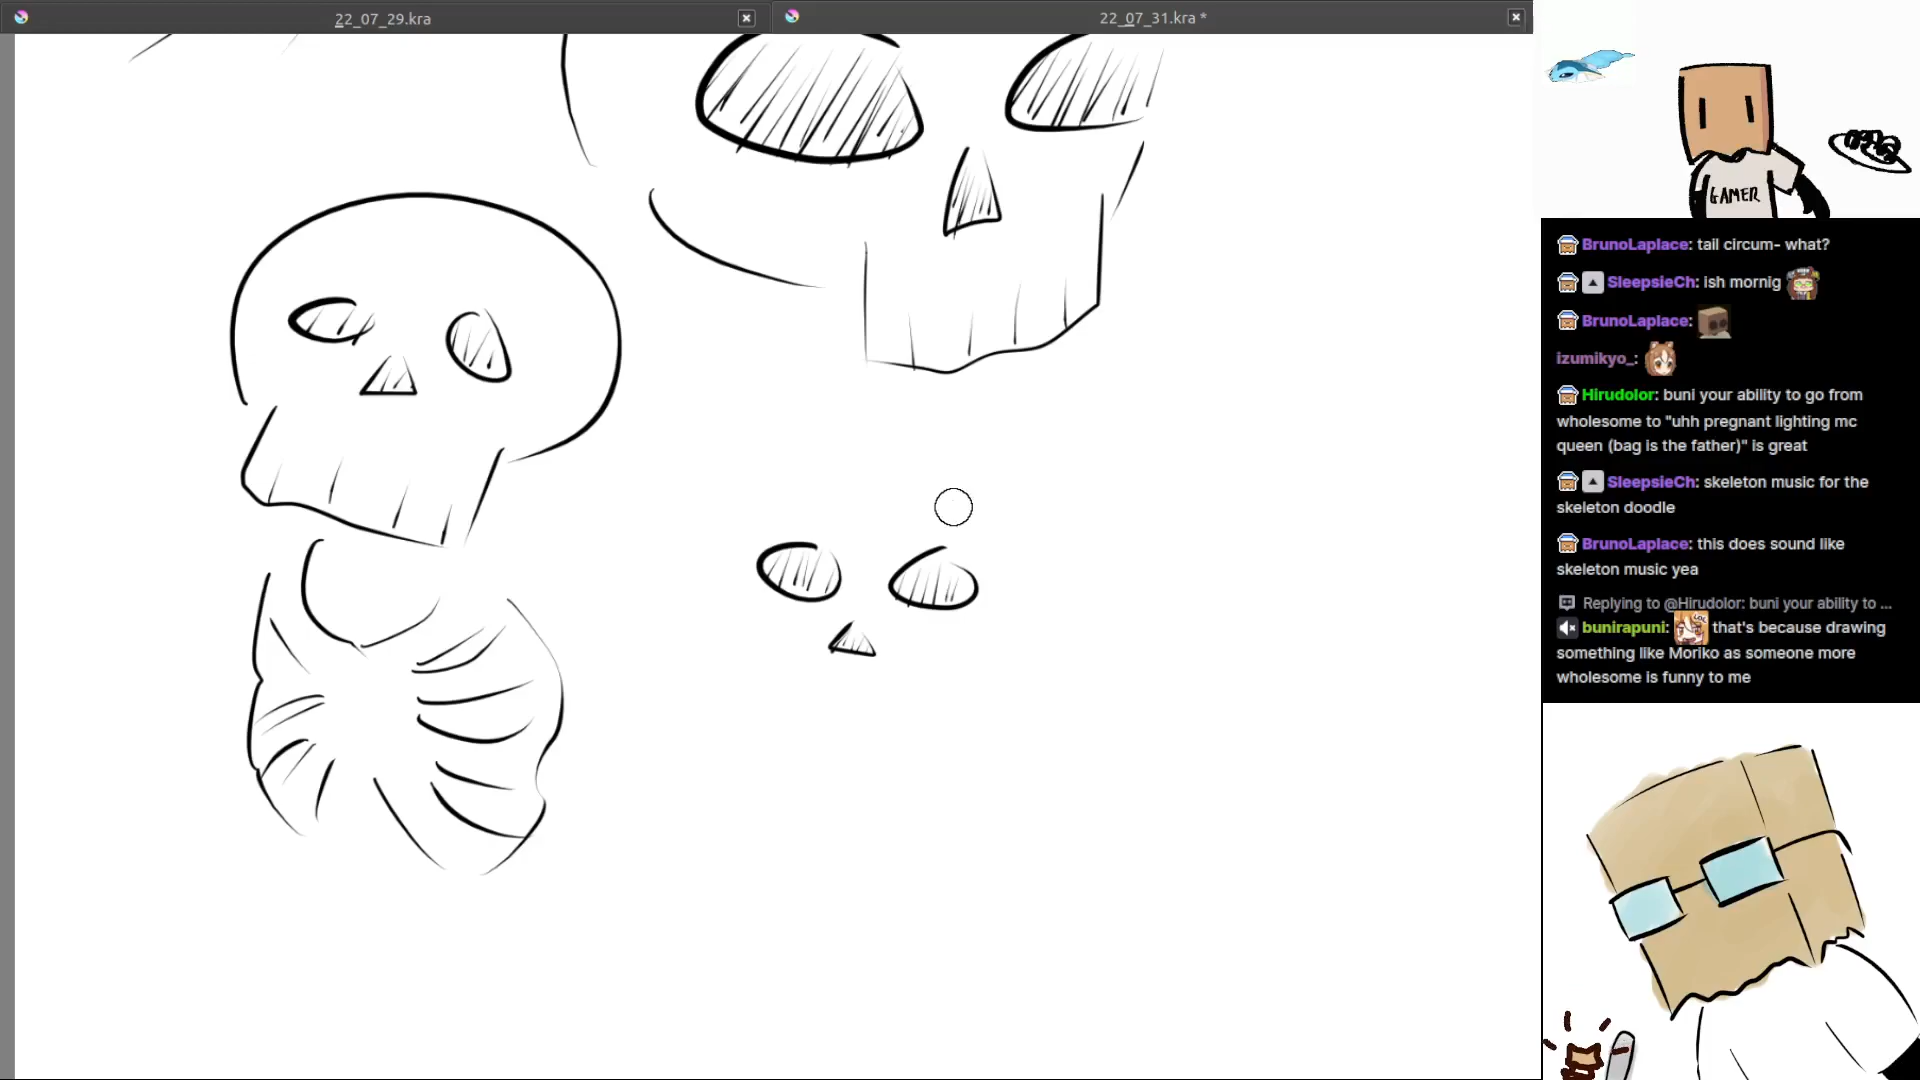 22_07_29.kra
22_07_31.kra *
GAMER
BrunoLaplace: tail circum- what?
SleepsieCh: ish mornig
BrunoLaplace:
izumikyo_:
Hirudolor: buni your ability to go from
wholesome to "uhh pregnant lighting mc
queen (bag is the father)" is great
SleepsieCh: skeleton music for the
skeleton doodle
BrunoLaplace: this does sound like
skeleton music yea
Replying to @Hirudolor: buni your ability to ...
bunirapuni: LOL that's because drawing
something like Moriko as someone more
wholesome is funny to me